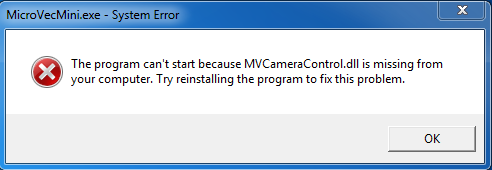 MicroVecMini.exe - System Error
The program can't start because MVCameraControl.dll is missing from
your computer. Try reinstalling the program to fix this problem.
OK